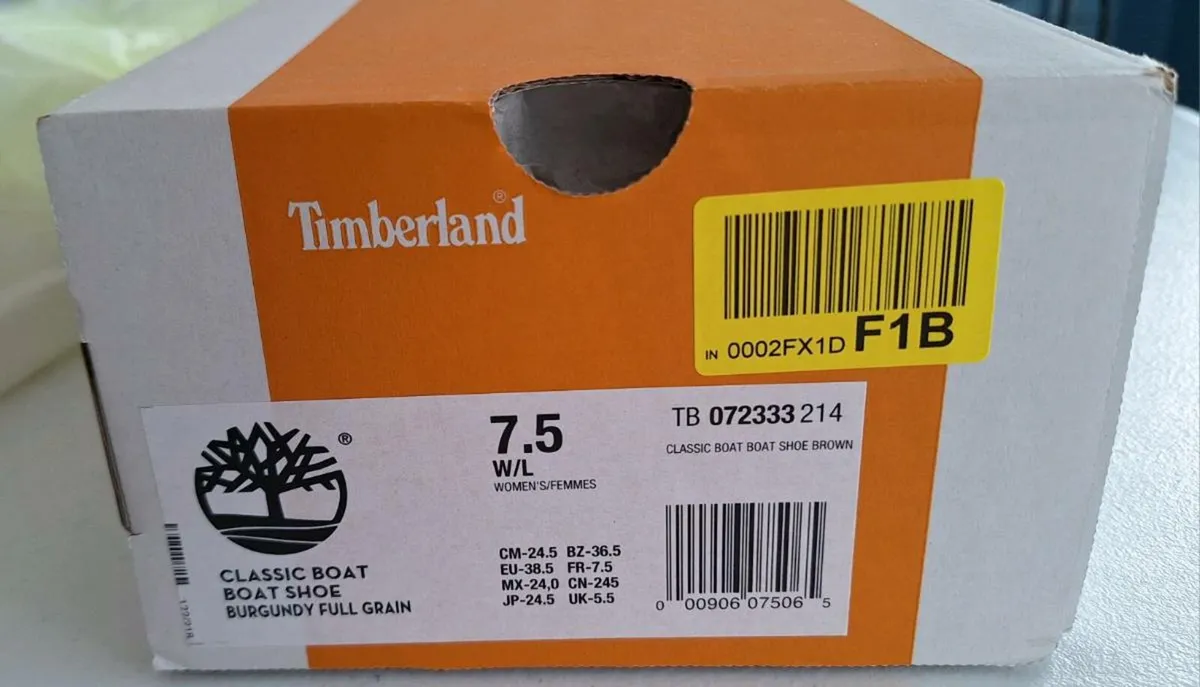 Timberland®
IN 0002FX1D F1B
®
CLASSIC BOAT
BOAT SHOE
BURGUNDY FULL GRAIN
7.5
W/L
WOMEN'S/FEMMES
CM-24.5 BZ-36.5
EU-38.5 FR-7.5
MX-24,0 CN-245
JP-24.5 UK-5.5
TB 072333 214
CLASSIC BOAT BOAT SHOE BROWN
0 00906 07506 5